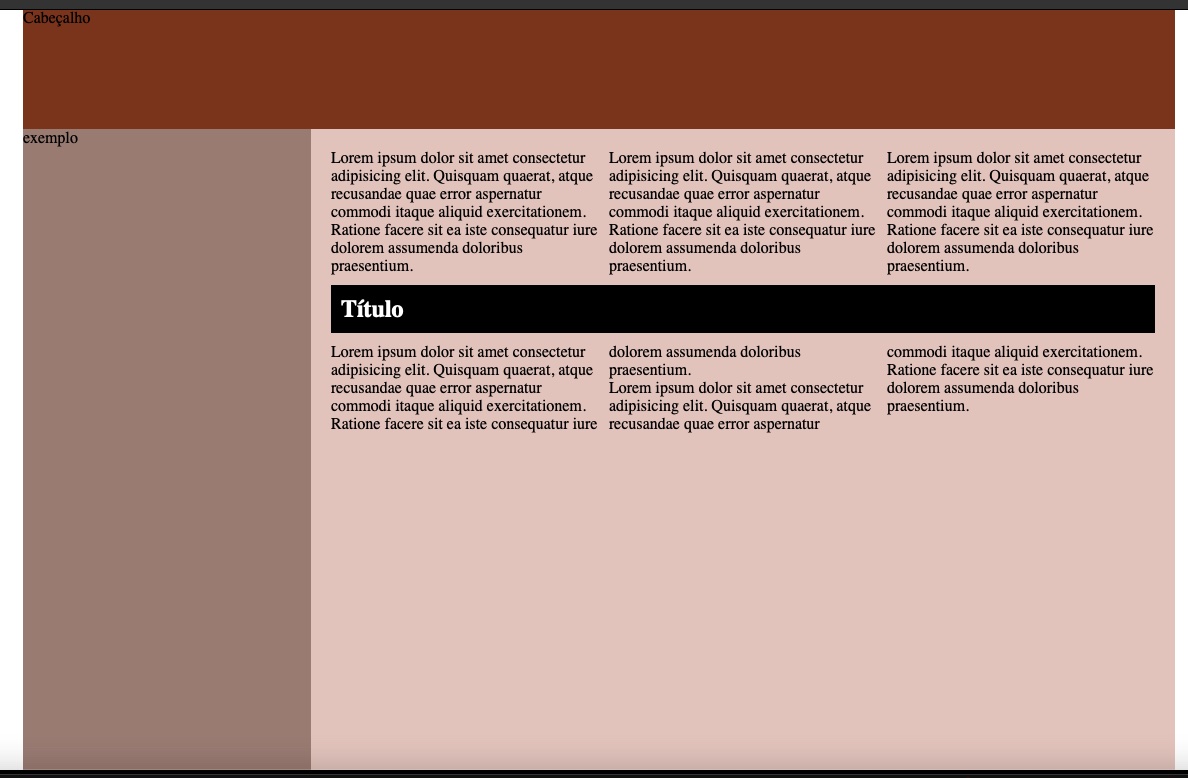 Cabeçalho
exemplo
Lorem ipsum dolor sit amet consectetur
adipisicing elit. Quisquam quaerat, atque
recusandae quae error aspernatur
commodi itaque aliquid exercitationem.
Ratione facere sit ea iste consequatur iure
dolorem assumenda doloribus
praesentium.
Lorem ipsum dolor sit amet consectetur
adipisicing elit. Quisquam quaerat, atque
recusandae quae error aspernatur
commodi itaque aliquid exercitationem.
Ratione facere sit ea iste consequatur iure
dolorem assumenda doloribus
praesentium.
Lorem ipsum dolor sit amet consectetur
adipisicing elit. Quisquam quaerat, atque
recusandae quae error aspernatur
commodi itaque aliquid exercitationem.
Ratione facere sit ea iste consequatur iure
dolorem assumenda doloribus
praesentium.
Título
Lorem ipsum dolor sit amet consectetur
adipisicing elit. Quisquam quaerat, atque
recusandae quae error aspernatur
commodi itaque aliquid exercitationem.
Ratione facere sit ea iste consequatur iure
dolorem assumenda doloribus
praesentium.
Lorem ipsum dolor sit amet consectetur
adipisicing elit. Quisquam quaerat, atque
recusandae quae error aspernatur
commodi itaque aliquid exercitationem.
Ratione facere sit ea iste consequatur iure
dolorem assumenda doloribus
praesentium.